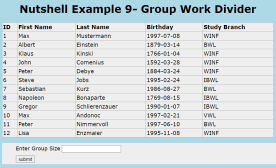 Nutshell Example 9- Group Work Divider
ID First Name Last Name Birthday Study Branch
1 Max Mustermann 1997-07-08 WINF
2 Albert Einstein 1879-03-14 BWL
3 Klaus Kinski 1766-01-04 WINF
4 John Comenius 1592-03-28 WINF
5 Peter Debye 1884-03-24 WINF
6 Steve Jobs 1995-02-24 IBWL
7 Sebastian Kurz 1986-08-27 BWL
8 Napoleon Bonaparte 1769-08-15 IBWL
9 Gregor Schlierenzauer 1990-01-07 IBWL
10 Max Andonoc 1997-02-21 VWL
11 Peter Nimmervoll 1997-06-10 BWL
12 Lisa Enzmaier 1995-11-08 WINF
Enter Group Size:
submit